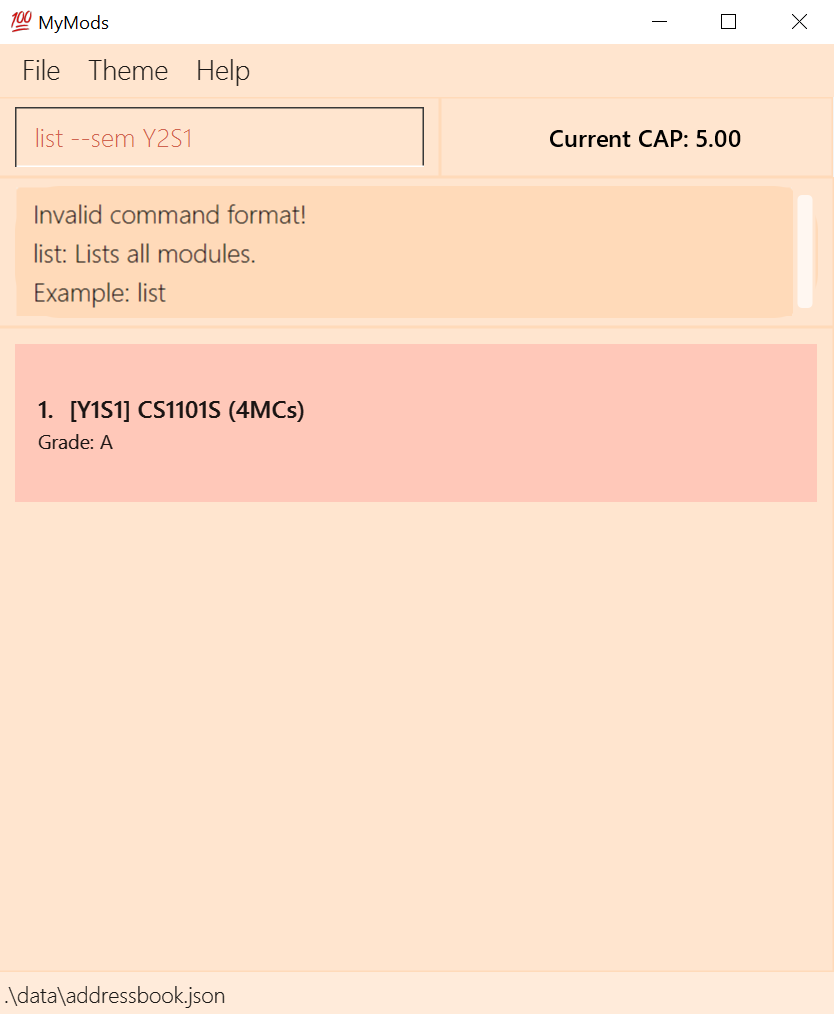 💯 MyMods
File Theme Help
list --sem Y2S1
Current CAP: 5.00
Invalid command format!
list: Lists all modules.
Example: list
1. [Y1S1] CS1101S (4MCs)
Grade: A
.\data\addressbook.json